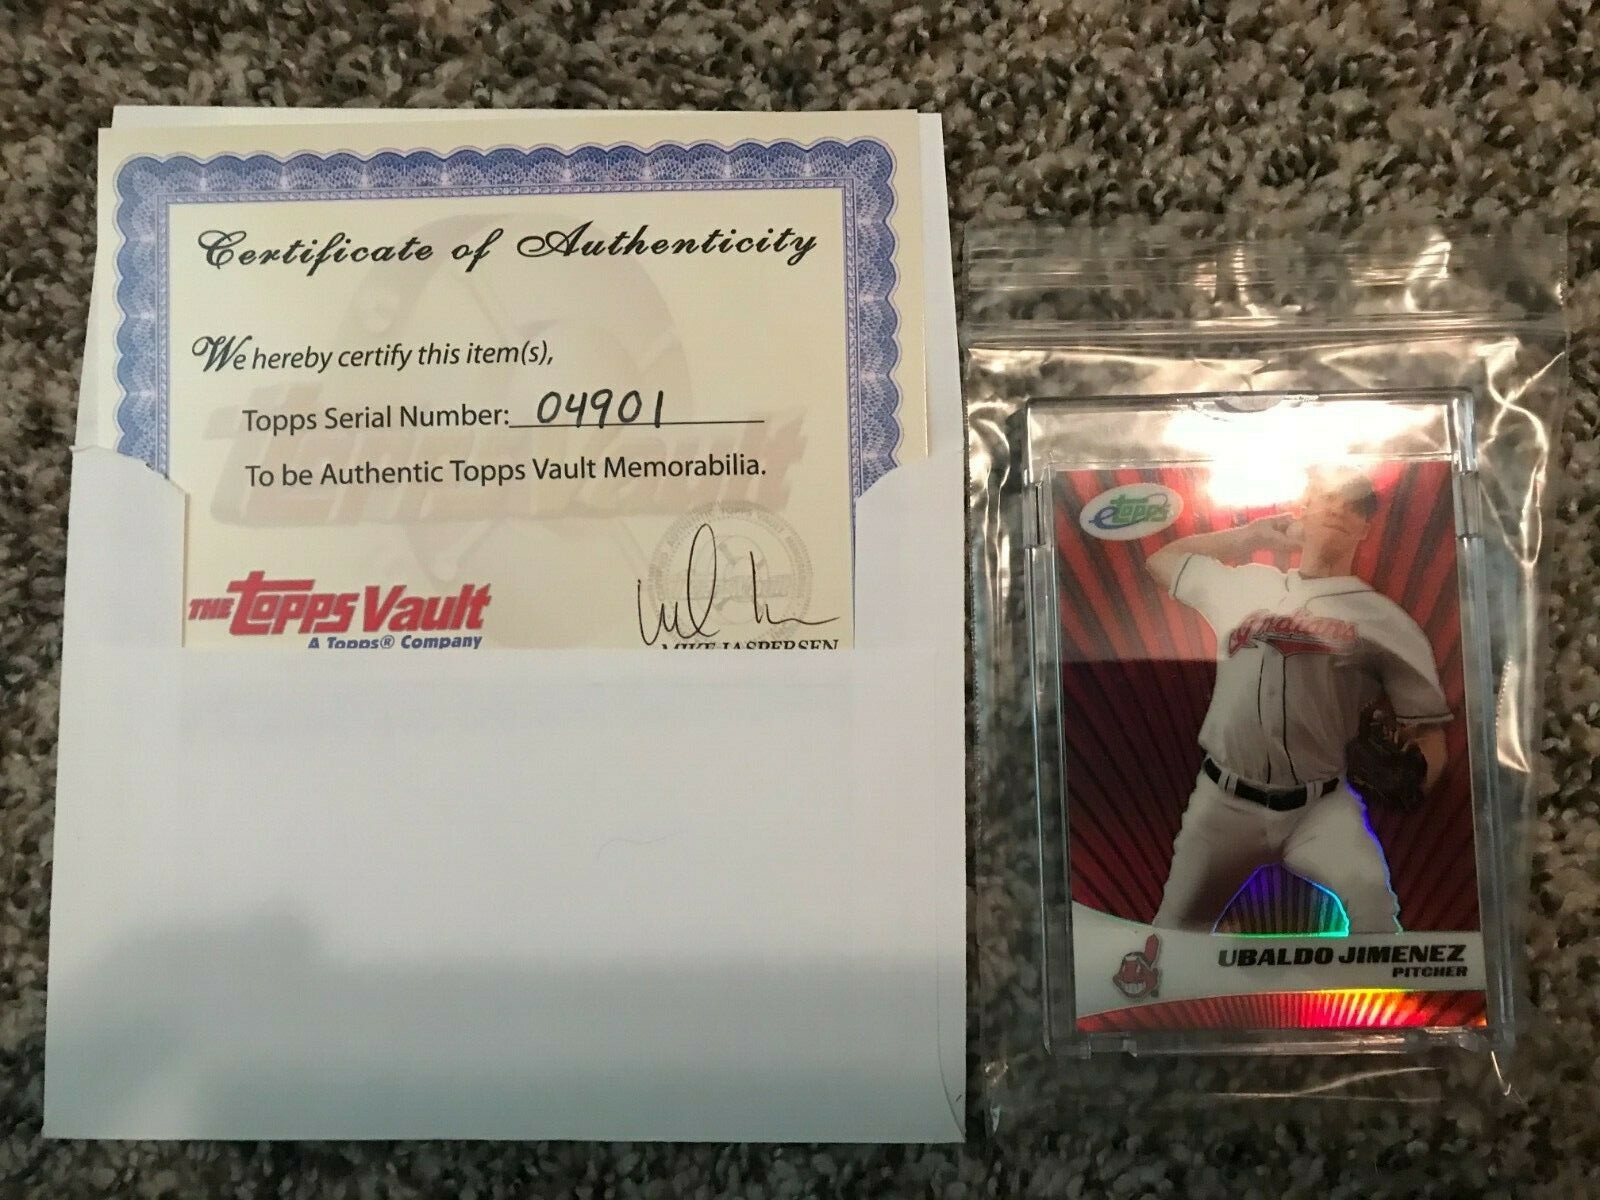 Certificate of Authenticity
We hereby certify this item(s),
Topps Serial Number: 04901
To be Authentic Topps Vault Memorabilia.
THE Topps Vault
A Topps® Company
MIKE JASPERSEN
eTopps
Indians
UBALDO JIMENEZ
PITCHER